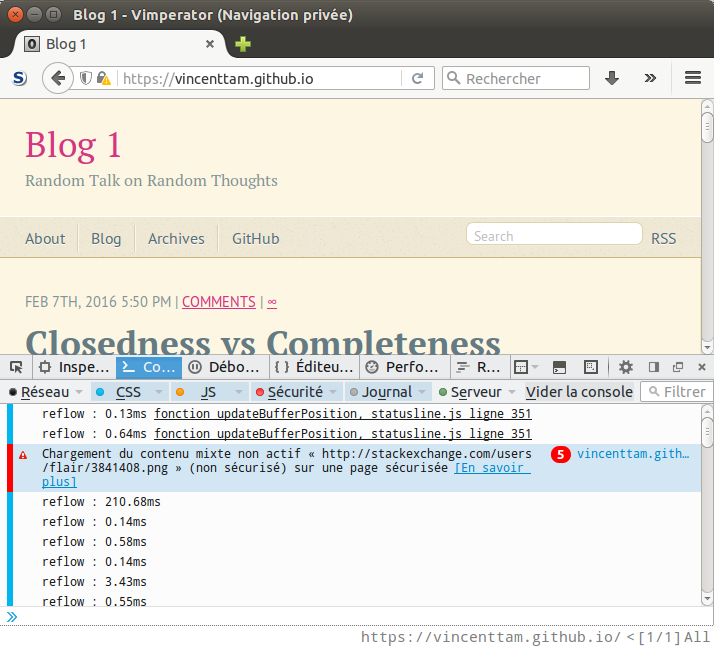 Blog 1 - Vimperator (Navigation privée)
Blog 1
https://vincenttam.github.io
Rechercher
Blog 1
Random Talk on Random Thoughts
About
Blog
Archives
GitHub
Search
RSS
FEB 7TH, 2016 5:50 PM | COMMENTS | ∞
Closedness vs Completeness
Inspe...
Co...
Débo...
Éditeur...
Perfo...
R...
Réseau
CSS
JS
Sécurité
Journal
Serveur
Vider la console
Filtrer
reflow : 0.13ms fonction updateBufferPosition, statusline.js ligne 351
reflow : 0.64ms fonction updateBufferPosition, statusline.js ligne 351
Chargement du contenu mixte non actif « http://stackexchange.com/users
/flair/3841408.png » (non sécurisé) sur une page sécurisée [En savoir
plus]
5
vincenttam.gith...
reflow : 210.68ms
reflow : 0.14ms
reflow : 0.58ms
reflow : 0.14ms
reflow : 3.43ms
reflow : 0.55ms
https://vincenttam.github.io/ <[1/1] All